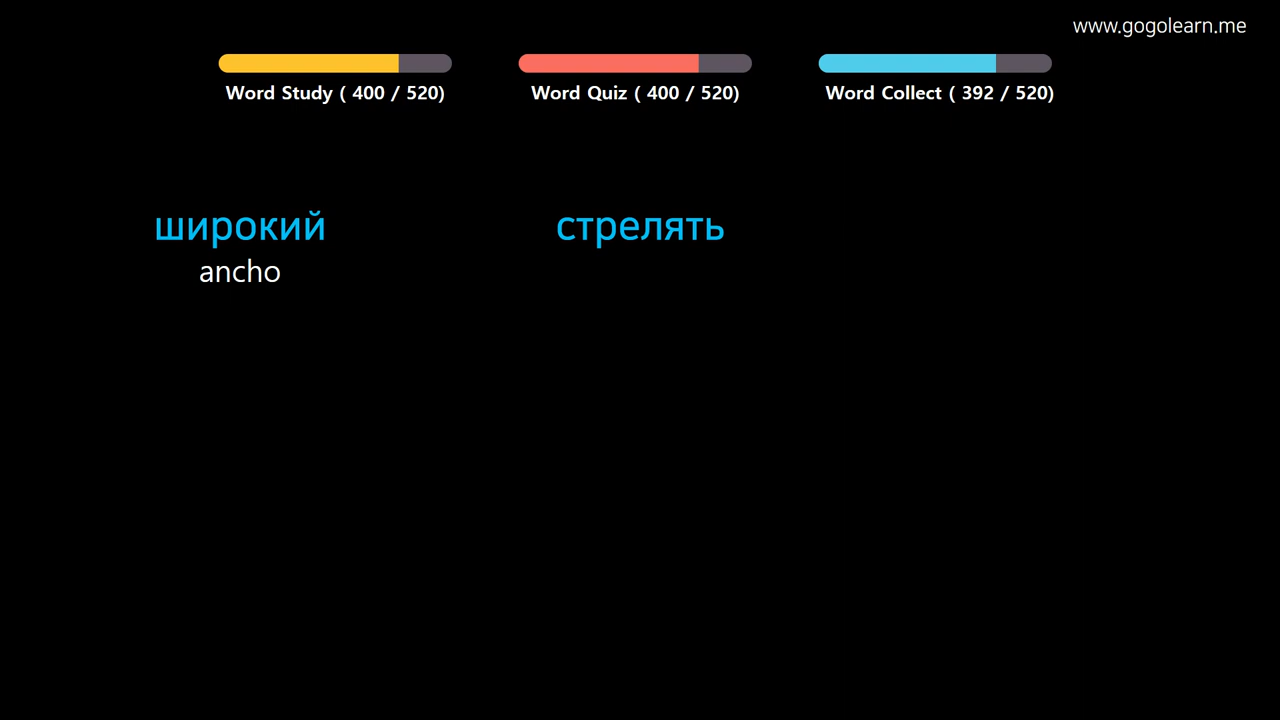 www.gogolearn.me
Word Study ( 400 / 520)
Word Quiz ( 400 / 520)
Word Collect ( 392 / 520)
широкий
ancho
стрелять